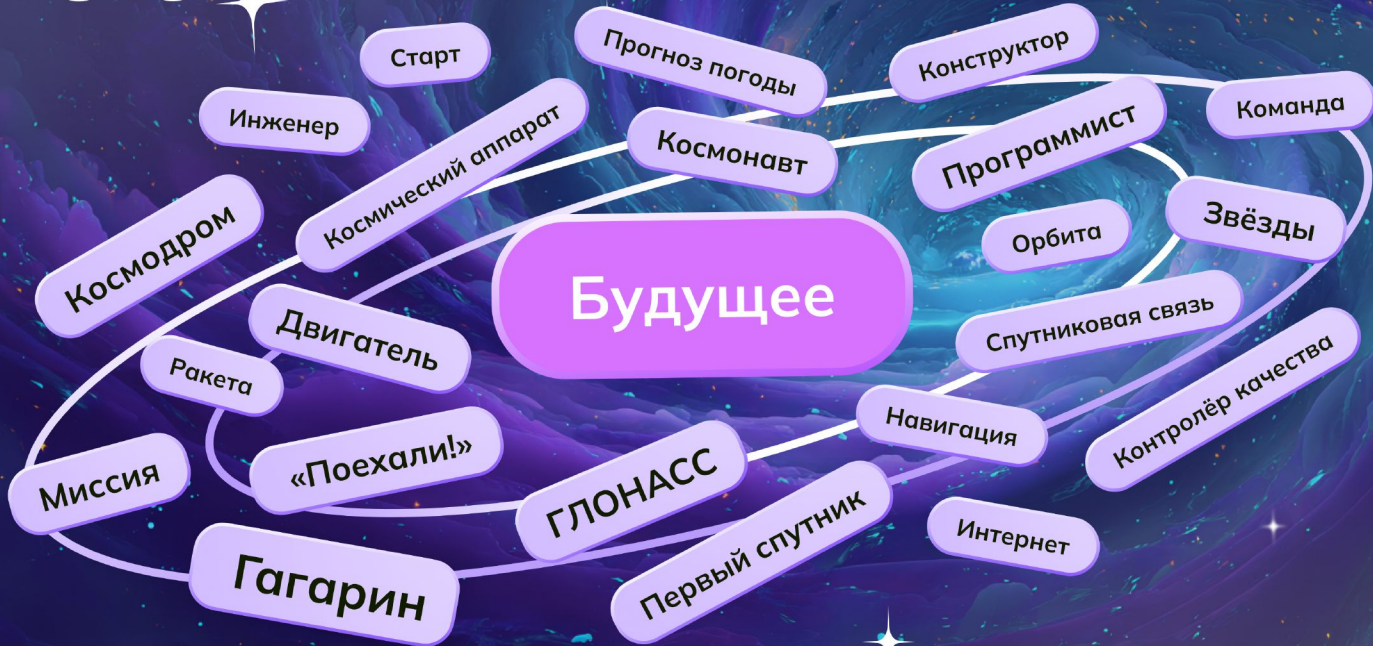 Старт
Прогноз погоды
Конструктор
Инженер
Космический аппарат
Космонавт
Программист
Команда
Космодром
Звёзды
Орбита
Будущее
Двигатель
Спутниковая связь
Ракета
Контролёр качества
Навигация
«Поехали!»
Миссия
ГЛОНАСС
Первый спутник
Интернет
Гагарин